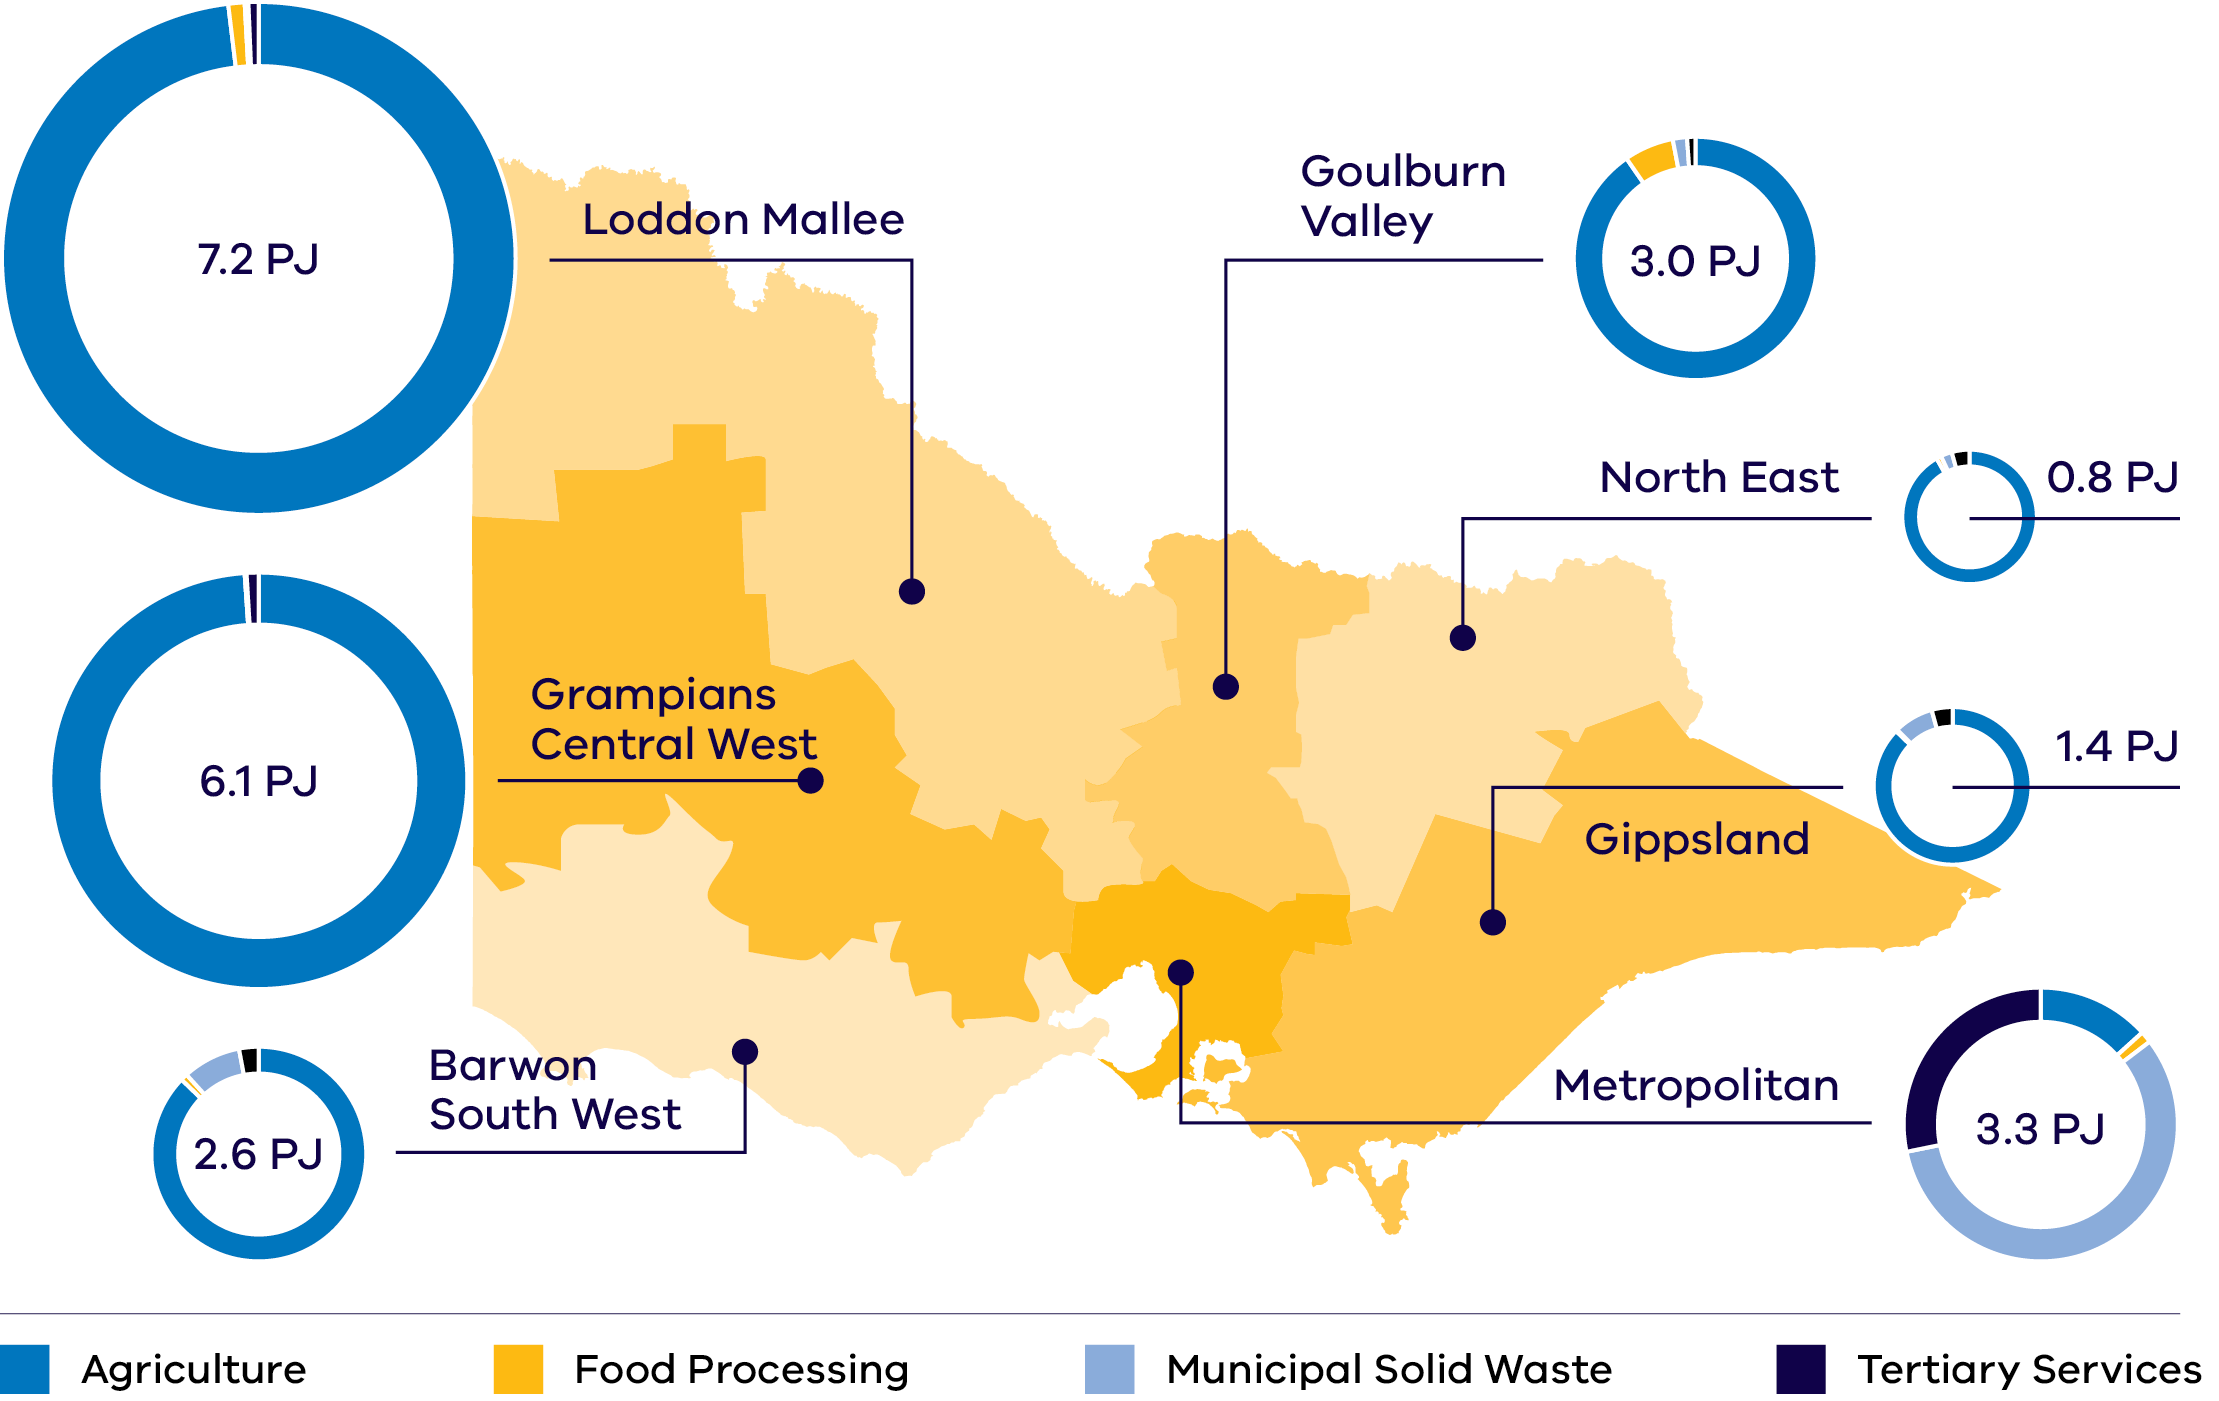 7.2 PJ
Loddon Mallee
Goulburn
Valley
3.0 PJ
North East
0.8 PJ
6.1 PJ
Grampians
Central West
1.4 PJ
Gippsland
2.6 PJ
Barwon
South West
Metropolitan
3.3 PJ
Agriculture
Food Processing
Municipal Solid Waste
Tertiary Services